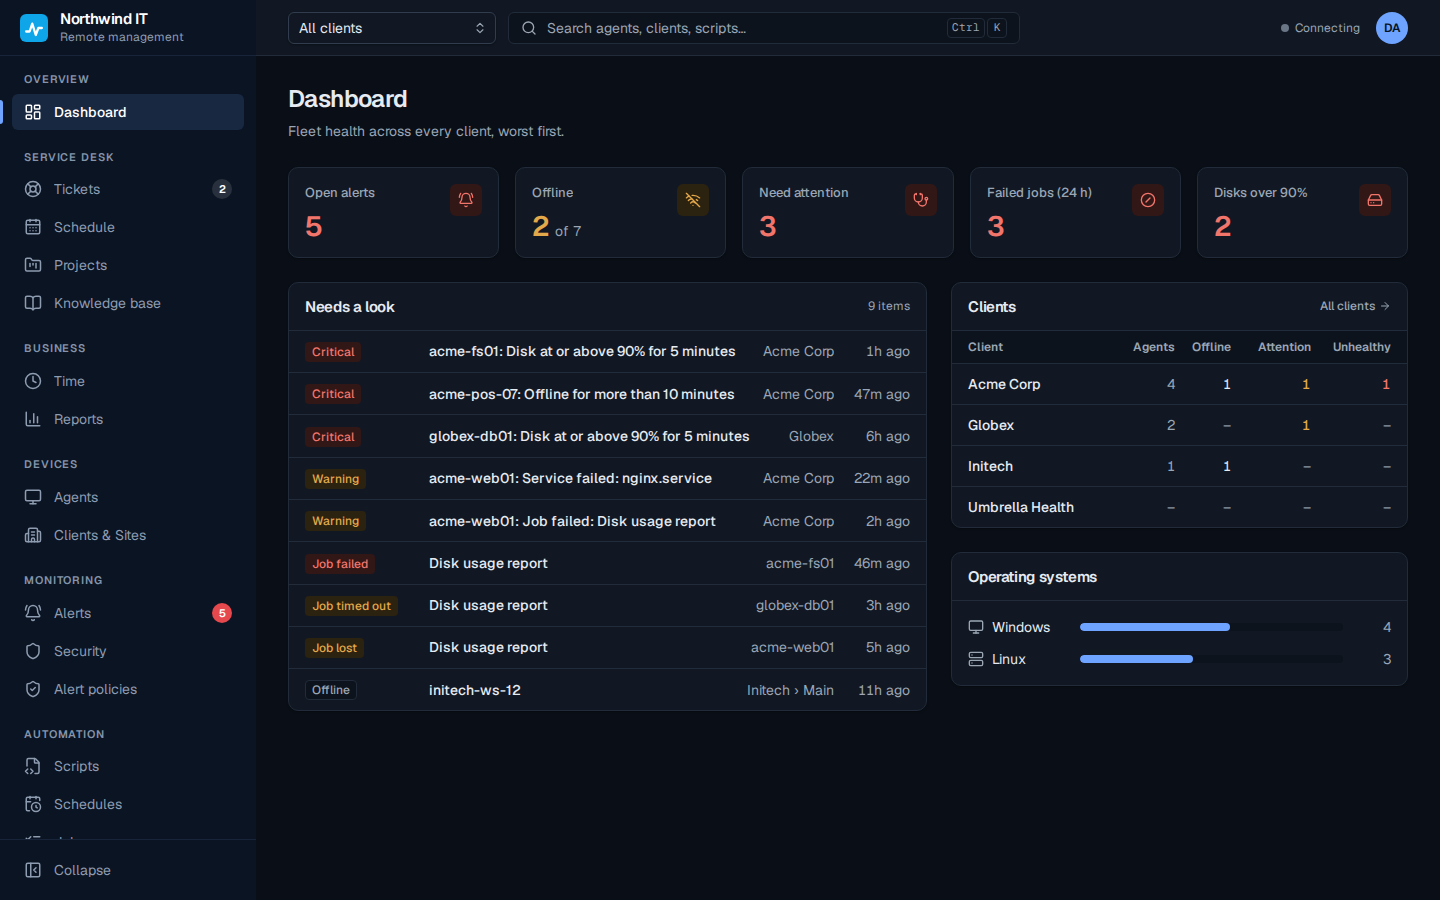 Northwind IT
Remote management
All clients
Search agents, clients, scripts...
Ctrl K
Connecting
DA
OVERVIEW
Dashboard
SERVICE DESK
Tickets 2
Schedule
Projects
Knowledge base
BUSINESS
Time
Reports
DEVICES
Agents
Clients & Sites
MONITORING
Alerts 5
Security
Alert policies
AUTOMATION
Scripts
Schedules
Collapse
Dashboard
Fleet health across every client, worst first.
Open alerts
5
Offline
2 of 7
Need attention
3
Failed jobs (24 h)
3
Disks over 90%
2
Needs a look 9 items
Critical acme-fs01: Disk at or above 90% for 5 minutes Acme Corp 1h ago
Critical acme-pos-07: Offline for more than 10 minutes Acme Corp 47m ago
Critical globex-db01: Disk at or above 90% for 5 minutes Globex 6h ago
Warning acme-web01: Service failed: nginx.service Acme Corp 22m ago
Warning acme-web01: Job failed: Disk usage report Acme Corp 2h ago
Job failed Disk usage report acme-fs01 46m ago
Job timed out Disk usage report globex-db01 3h ago
Job lost Disk usage report acme-web01 5h ago
Offline initech-ws-12 Initech › Main 11h ago
Clients All clients →
Client Agents Offline Attention Unhealthy
Acme Corp 4 1 1 1
Globex 2 – 1 –
Initech 1 1 – –
Umbrella Health – – – –
Operating systems
Windows 4
Linux 3